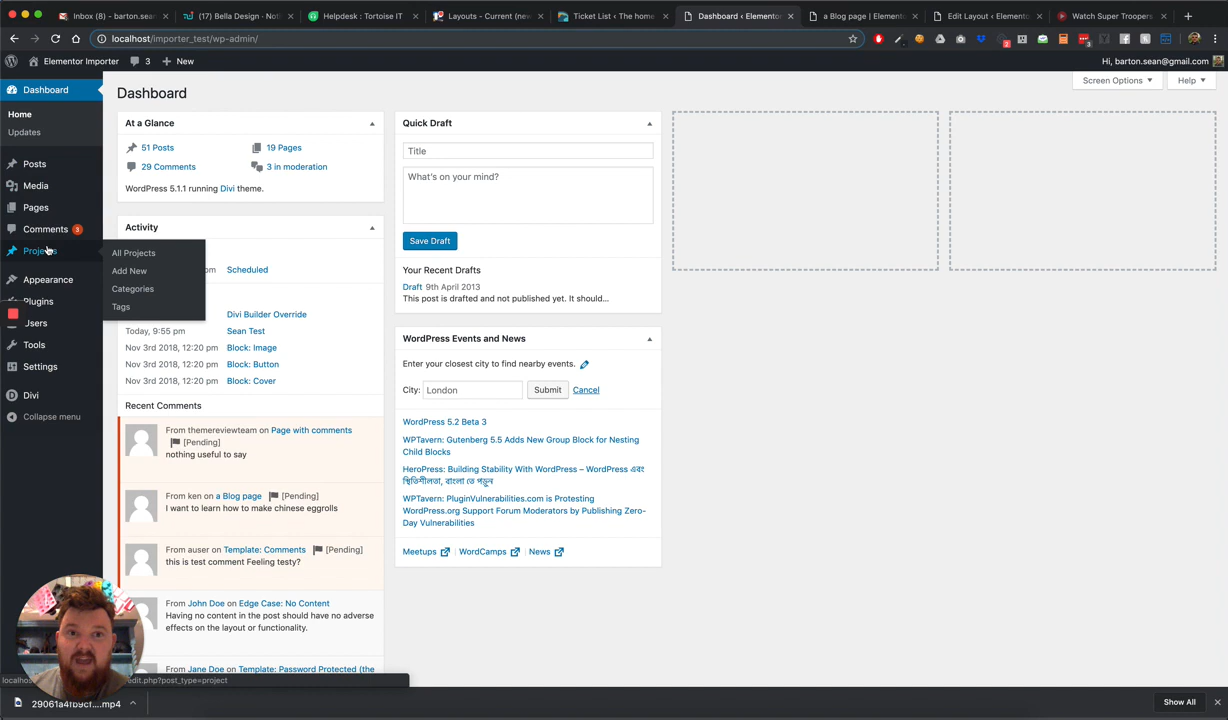 Inbox (8) - barton.sean
(17) Bella Design - Not
Helpdesk : Tortoise IT
Layouts - Current (new
Ticket List < The home
Dashboard ‹ Elementor
a Blog page | Elemento
Edit Layout ‹ Elemento
Watch Super Troopers
localhost/importer_test/wp-admin/
Elementor Importer 3 + New
Hi, barton.sean@gmail.com
Dashboard
Home
Updates
Posts
Media
Pages
Comments 3
Projects
All Projects
Add New
Categories
Tags
Appearance
Plugins
Users
Tools
Settings
Divi
Collapse menu
Dashboard
Screen Options
Help
At a Glance
51 Posts
19 Pages
29 Comments
3 in moderation
WordPress 5.1.1 running Divi theme.
Activity
Scheduled
Divi Builder Override
Today, 9:55 pm Sean Test
Nov 3rd 2018, 12:20 pm Block: Image
Nov 3rd 2018, 12:20 pm Block: Button
Nov 3rd 2018, 12:20 pm Block: Cover
Recent Comments
From themereviewteam on Page with comments
[Pending]
nothing useful to say
From ken on a Blog page [Pending]
I want to learn how to make chinese eggrolls
From auser on Template: Comments [Pending]
this is test comment Feeling testy?
From John Doe on Edge Case: No Content
Having no content in the post should have no adverse
effects on the layout or functionality.
From Jane Doe on Template: Password Protected (the
Quick Draft
Title
What's on your mind?
Save Draft
Your Recent Drafts
Draft 9th April 2013
This post is drafted and not published yet. It should…
WordPress Events and News
Enter your closest city to find nearby events.
City: London Submit Cancel
WordPress 5.2 Beta 3
WPTavern: Gutenberg 5.5 Adds New Group Block for Nesting
Child Blocks
HeroPress: Building Stability With WordPress – WordPress এবং
স্থিতিশীলতা, বাংলা তে পড়ুন
WPTavern: PluginVulnerabilities.com is Protesting
WordPress.org Support Forum Moderators by Publishing Zero-
Day Vulnerabilities
Meetups | WordCamps | News
edit.php?post_type=project
29061a4fb9cf....mp4
Show All